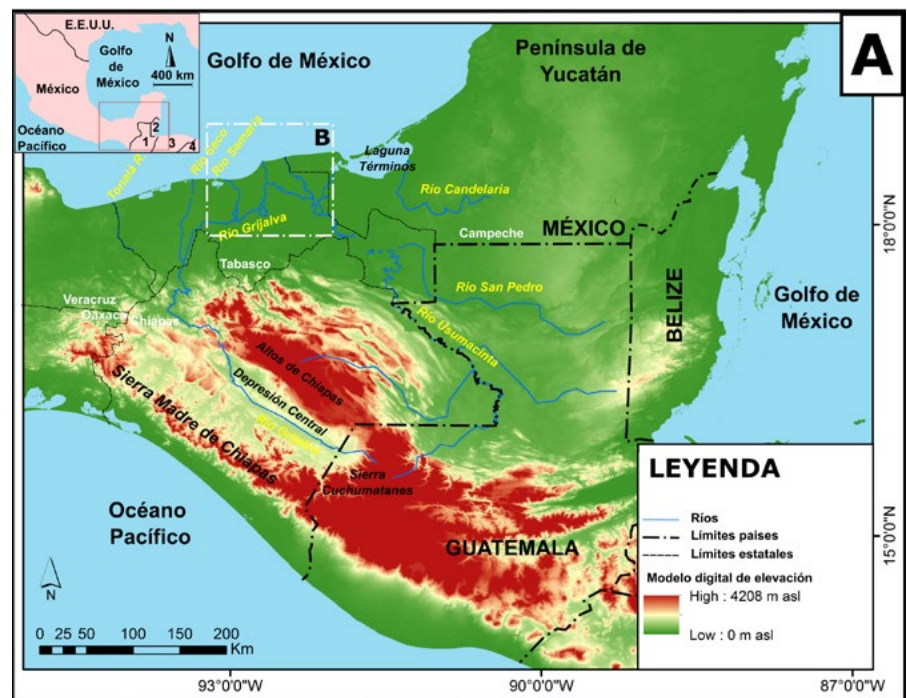 E.E.U.U.
Golfo
de
México
N
400 km
México
Océano
Pacífico
1
2
3
4
Golfo de México
Península de
Yucatán
A
B
Tonalá R.
Río Seco
Río Samaria
Laguna
Términos
Río Candelaria
Río Grijalva
Campeche
MÉXICO
18°0'0"N
Tabasco
Río San Pedro
BELIZE
Golfo de
México
Veracruz
Oaxaca
Chiapas
Río Usumacinta
Altos de Chiapas
Depresión Central
Sierra Madre de Chiapas
Sierra
Cuchumatanes
Océano
Pacífico
GUATEMALA
15°0'0"N
LEYENDA
Ríos
Límites paises
Límites estatales
Modelo digital de elevación
High : 4208 m asl
Low : 0 m asl
N
0 25 50 100 150 200
Km
93°0'0"W
90°0'0"W
87°0'0"W